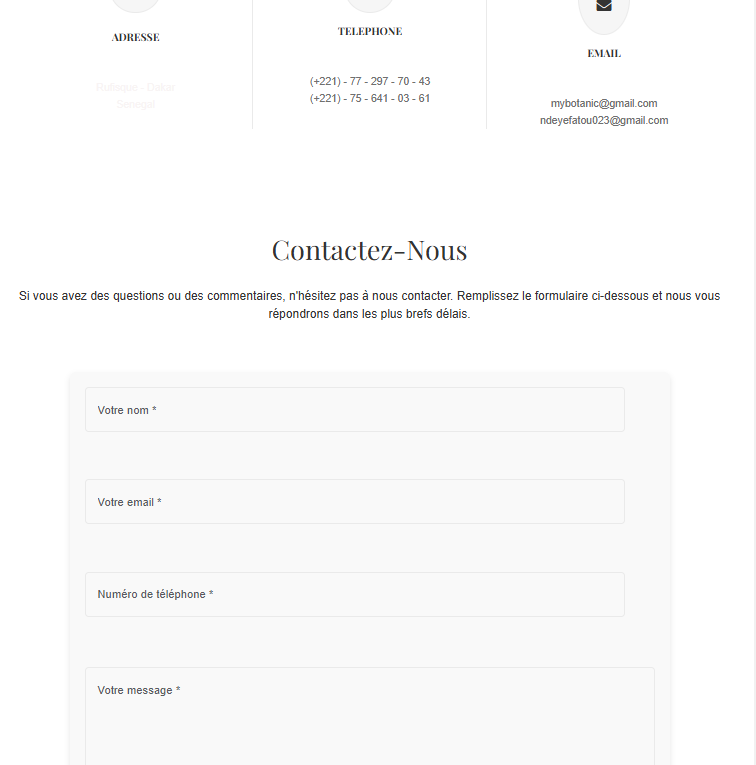 ADRESSE
Rufisque - Dakar
Sénégal
TELEPHONE
(+221) - 77 - 297 - 70 - 43
(+221) - 75 - 641 - 03 - 61
EMAIL
mybotanic@gmail.com
ndeyefatou023@gmail.com
Contactez-Nous
Si vous avez des questions ou des commentaires, n'hésitez pas à nous contacter. Remplissez le formulaire ci-dessous et nous vous
répondrons dans les plus brefs délais.
Votre nom *
Votre email *
Numéro de téléphone *
Votre message *